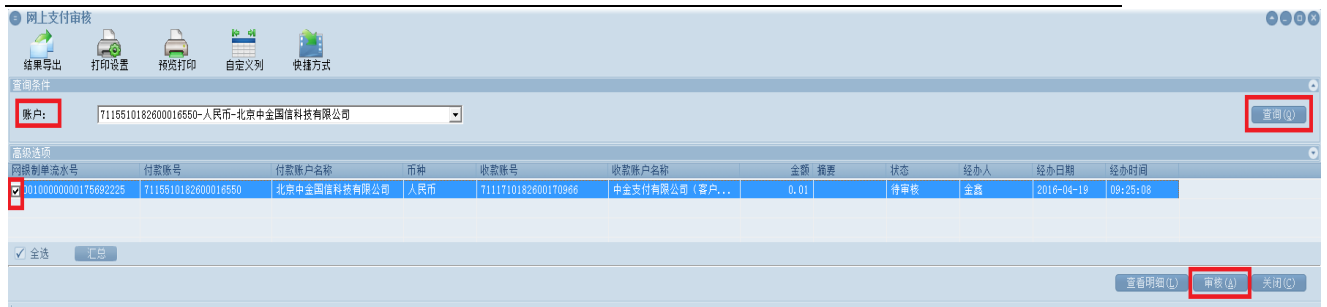 网上支付审核
结果导出 打印设置 预览打印 自定义列 快捷方式
查询条件
账户: 7115510182600016550-人民币-北京中金国信科技有限公司 查询(Q)
高级选项
网银制单流水号 付款账号 付款账户名称 币种 收款账号 收款账户名称 金额 摘要 状态 经办人 经办日期 经办时间
00100000000175692225 7115510182600016550 北京中金国信科技有限公司 人民币 7111710182600170966 中金支付有限公司(客户... 0.01 待审核 金鑫 2016-04-19 09:25:08
全选 汇总
查看明细(L) 审核(A) 关闭(C)